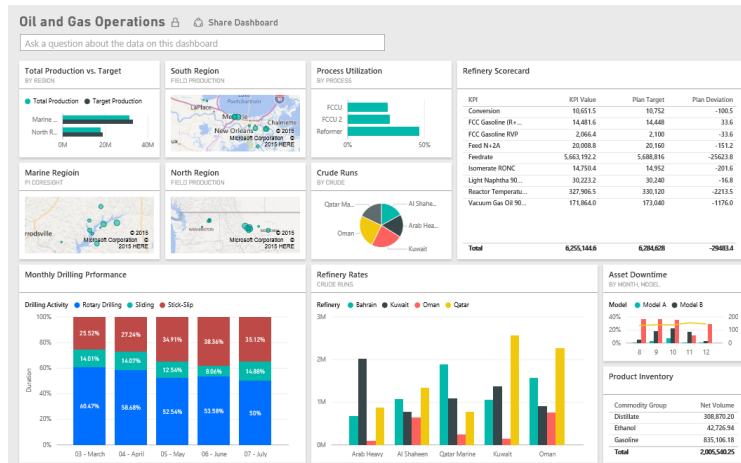 Oil and Gas Operations
Share Dashboard
Ask a question about the data on this dashboard
Total Production vs. Target
BY REGION
Total Production Target Production
Marine ...
North R...
0M 20M 40M
South Region
FIELD PRODUCTION
LaPlace
Pontchartrain
Metairie
New Orleans
Chalmette
© 2015
Microsoft Corporation ©
2015 HERE
Process Utilization
BY PROCESS
FCCU
FCCU 2
Reformer
0% 50%
Refinery Scorecard
KPI KPI Value Plan Target Plan Deviation
Conversion 10,651.5 10,752 -100.5
FCC Gasoline (R+... 14,481.6 14,448 33.6
FCC Gasoline RVP 2,066.4 2,100 -33.6
Feed N+2A 20,008.8 20,160 -151.2
Feedrate 5,663,192.2 5,688,816 -25623.8
Isomerate RONC 14,750.4 14,952 -201.6
Light Naphtha 90... 30,223.2 30,240 -16.8
Reactor Temperatu... 327,906.5 330,120 -2213.5
Vacuum Gas Oil 90... 171,864.0 173,040 -1176.0
Total 6,255,144.6 6,284,628 -29483.4
Marine Regioin
PI CORESIGHT
rrodsville
© 2015
Microsoft Corporation ©
2015 HERE
North Region
FIELD PRODUCTION
WASHINGTON
© 2015
Microsoft Corporation ©
2015 HERE
Crude Runs
BY CRUDE
Qatar Ma...
Al Shahe...
Arab Hea...
Oman
Kuwait
Monthly Drilling Prformance
Drilling Activity Rotary Drilling Sliding Stick-Slip
Duration
100%
80%
60%
40%
20%
0%
25.52% 27.24% 34.91% 38.36% 35.12%
14.01% 14.07% 12.56% 8.06% 14.88%
60.47% 58.68% 52.54% 53.58% 50%
03 - March 04 - April 05 - May 06 - June 07 - July
Refinery Rates
CRUDE RUNS
Refinery Bahrain Kuwait Oman Qatar
3M
2M
1M
0M
Arab Heavy Al Shaheen Qatar Marine Kuwait Oman
Asset Downtime
BY MONTH, MODEL
Model Model A Model B
40% 200
20% 100
0% 0
8 9 10 11 12
Product Inventory
Commodity Group Net Volume
Distillate 308,870.20
Ethanol 42,726.94
Gasoline 835,106.18
Total 2,005,540.25